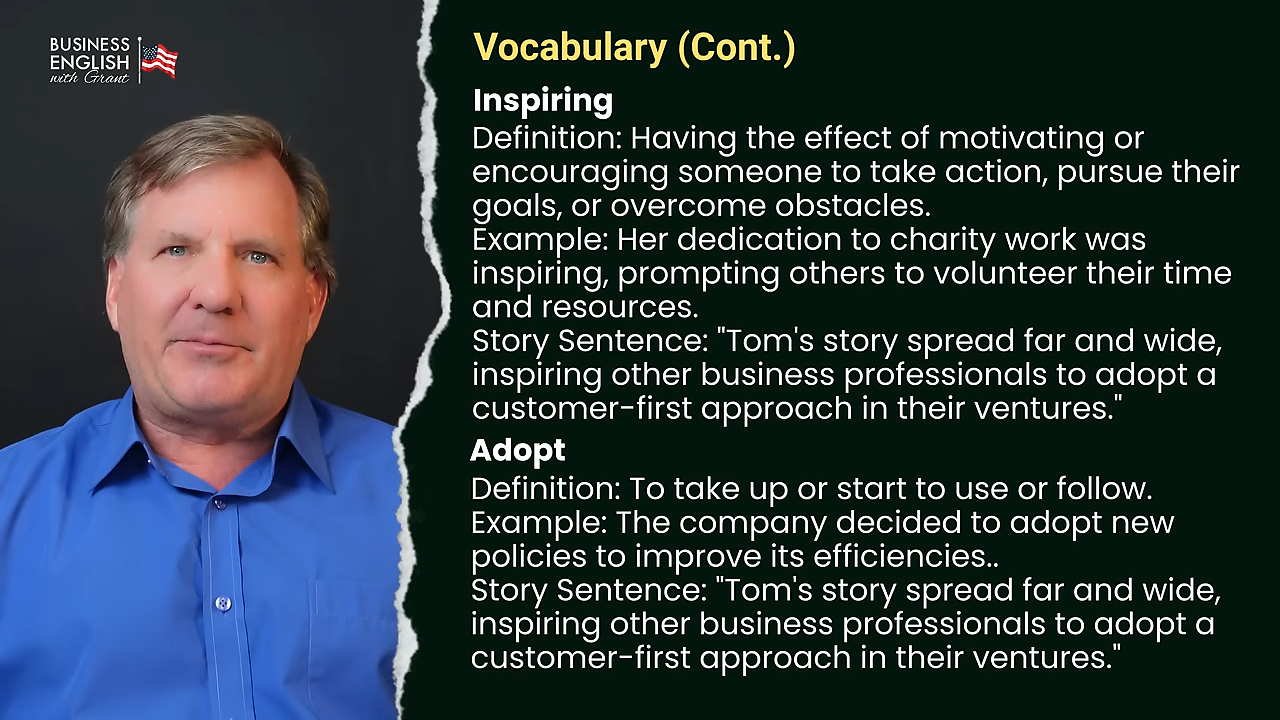 BUSINESS
ENGLISH
with Grant
Vocabulary (Cont.)
Inspiring
Definition: Having the effect of motivating or
encouraging someone to take action, pursue their
goals, or overcome obstacles.
Example: Her dedication to charity work was
inspiring, prompting others to volunteer their time
and resources.
Story Sentence: "Tom's story spread far and wide,
inspiring other business professionals to adopt a
customer-first approach in their ventures."
Adopt
Definition: To take up or start to use or follow.
Example: The company decided to adopt new
policies to improve its efficiencies..
Story Sentence: "Tom's story spread far and wide,
inspiring other business professionals to adopt a
customer-first approach in their ventures."